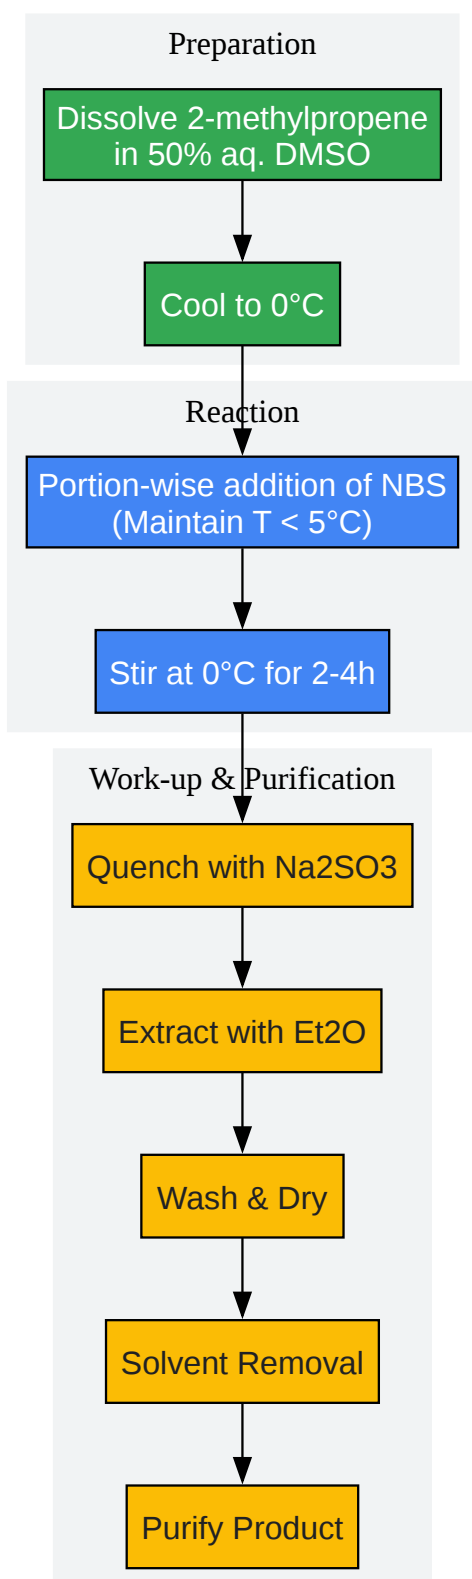 Preparation
Dissolve 2-methylpropene
in 50% aq. DMSO
Cool to 0°C
Reaction
Portion-wise addition of NBS
(Maintain T < 5°C)
Stir at 0°C for 2-4h
Work-up & Purification
Quench with Na2SO3
Extract with Et2O
Wash & Dry
Solvent Removal
Purify Product